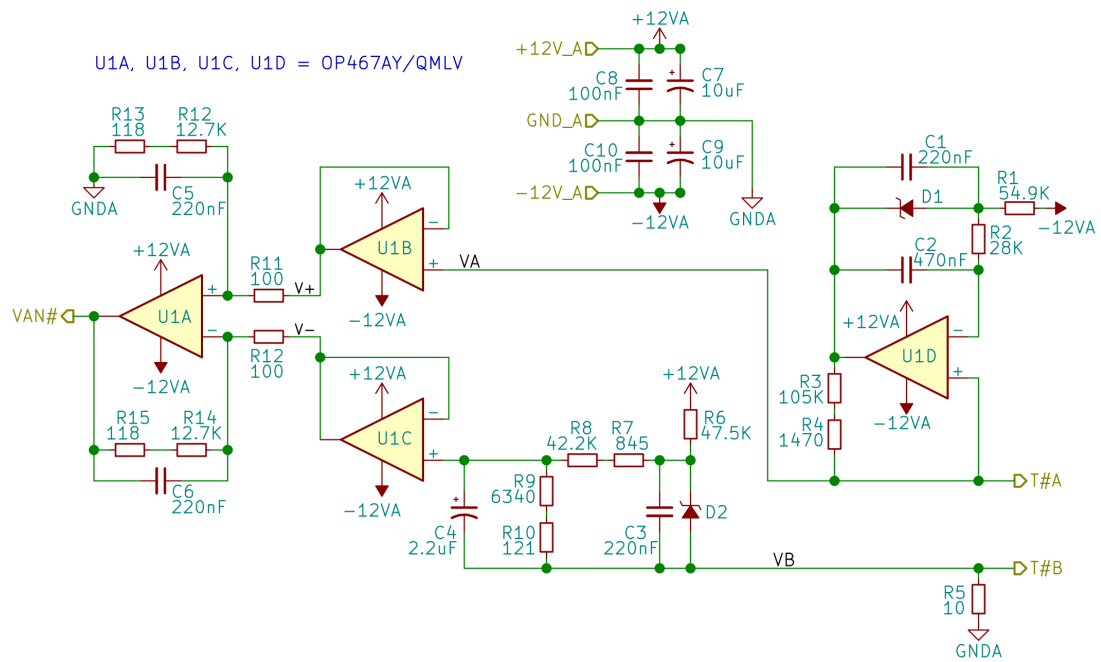 +12VA
+12V_A
U1A, U1B, U1C, U1D = OP467AY/QMLV
C8
100nF
+
C7
10uF
GND_A
C10
100nF
+
C9
10uF
-12V_A
-12VA
GNDA
R13
118
R12
12.7K
C5
220nF
GNDA
C1
220nF
D1
R1
54.9K
-12VA
R2
28K
C2
470nF
+12VA
U1D
-
+
-12VA
R3
105K
R4
1470
T#A
+12VA
U1B
-
+
-12VA
VA
+12VA
U1A
+
-
-12VA
VAN#
R11
100
V+
V-
R12
100
+12VA
U1C
-
+
-12VA
R15
118
R14
12.7K
C6
220nF
+12VA
R6
47.5K
R8
42.2K
R7
845
R9
6340
R10
121
+
C4
2.2uF
C3
220nF
D2
VB
T#B
R5
10
GNDA